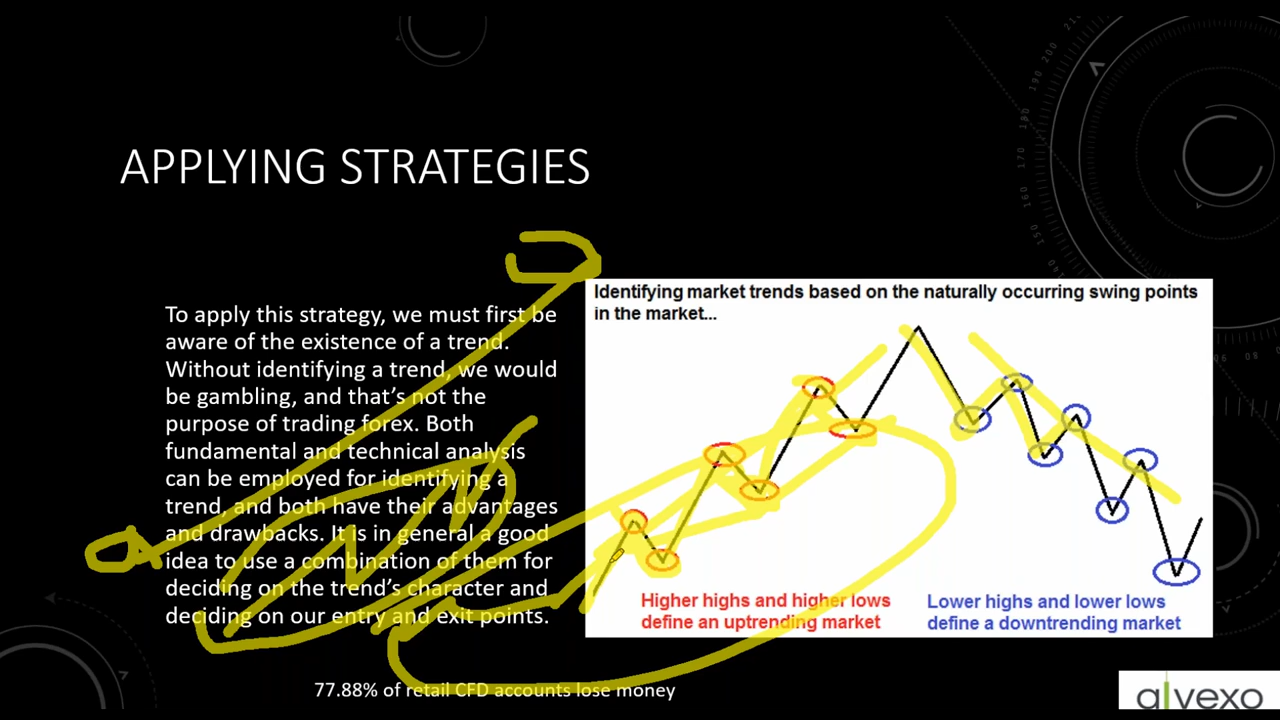 APPLYING STRATEGIES
To apply this strategy, we must first be
aware of the existence of a trend.
Without identifying a trend, we would
be gambling, and that's not the
purpose of trading forex. Both
fundamental and technical analysis
can be employed for identifying a
trend, and both have their advantages
and drawbacks. It is in general a good
idea to use a combination of them for
deciding on the trend's character and
deciding on our entry and exit points.
Identifying market trends based on the naturally occurring swing points
in the market...
Higher highs and higher lows
define an uptrending market
Lower highs and lower lows
define a downtrending market
77.88% of retail CFD accounts lose money
alvexo